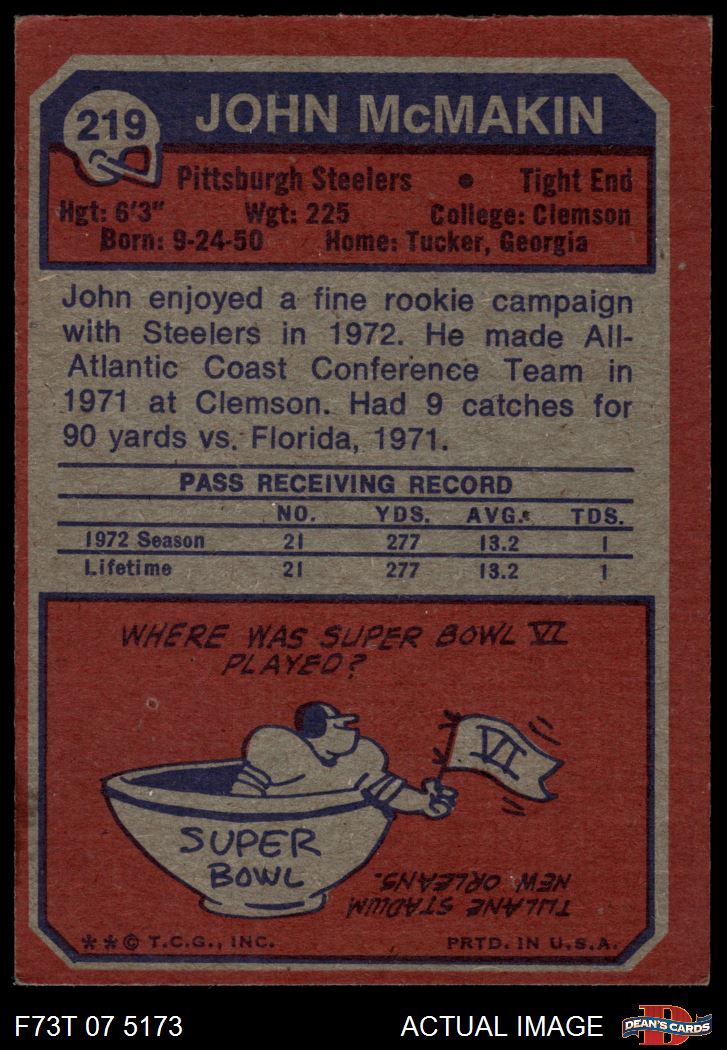 219
JOHN McMAKIN
Pittsburgh Steelers • Tight End
Hgt: 6'3" Wgt: 225 College: Clemson
Born: 9-24-50 Home: Tucker, Georgia
John enjoyed a fine rookie campaign
with Steelers in 1972. He made All-
Atlantic Coast Conference Team in
1971 at Clemson. Had 9 catches for
90 yards vs. Florida, 1971.
PASS RECEIVING RECORD
NO. YDS. AVG. TDS.
1972 Season 21 277 13.2 1
Lifetime 21 277 13.2 1
WHERE WAS SUPER BOWL VI
PLAYED?
VI
SUPER
BOWL
TULANE STADIUM
NEW ORLEANS.
**© T.C.G., INC. PRTD. IN U.S.A.
F73T 07 5173 ACTUAL IMAGE
D
DEAN'S CARDS